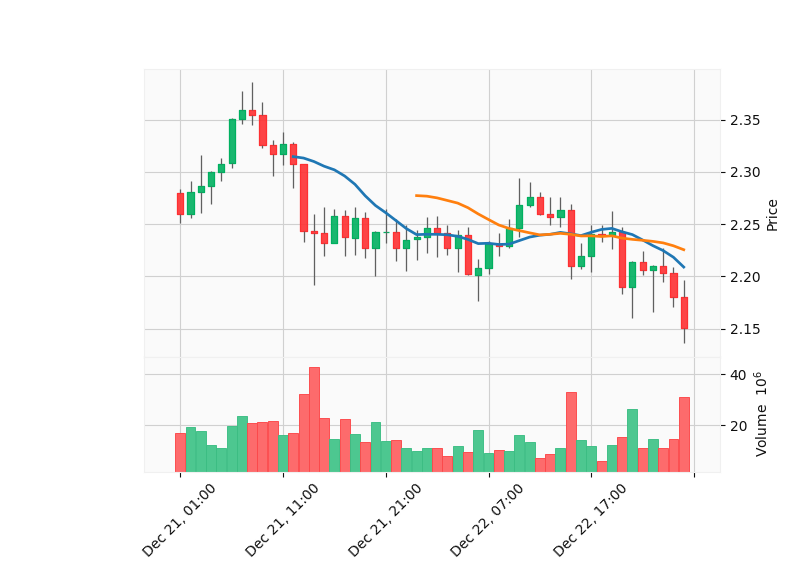 2.35
2.30
2.25
2.20
2.15
Price
40
20
Volume 10^6
Dec 21, 01:00
Dec 21, 11:00
Dec 21, 21:00
Dec 22, 07:00
Dec 22, 17:00